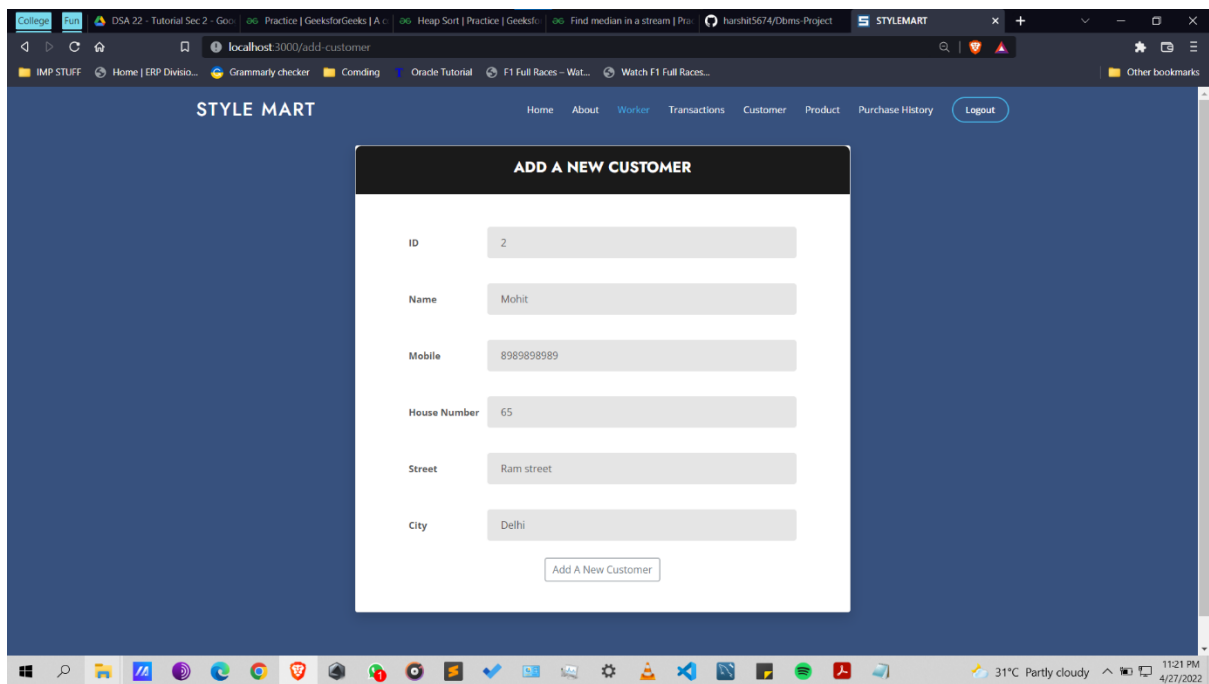 College Fun DSA 22 - Tutorial Sec 2 - Goo Practice | GeeksforGeeks | A c Heap Sort | Practice | Geeksfo Find median in a stream | Prac harshit5674/Dbms-Project STYLEMART
localhost:3000/add-customer
IMP STUFF Home | ERP Divisio... Grammarly checker Comding Oracle Tutorial F1 Full Races – Wat... Watch F1 Full Races... Other bookmarks
STYLE MART Home About Worker Transactions Customer Product Purchase History Logout
ADD A NEW CUSTOMER
ID 2
Name Mohit
Mobile 8989898989
House Number 65
Street Ram street
City Delhi
Add A New Customer
31°C Partly cloudy 11:21 PM
4/27/2022